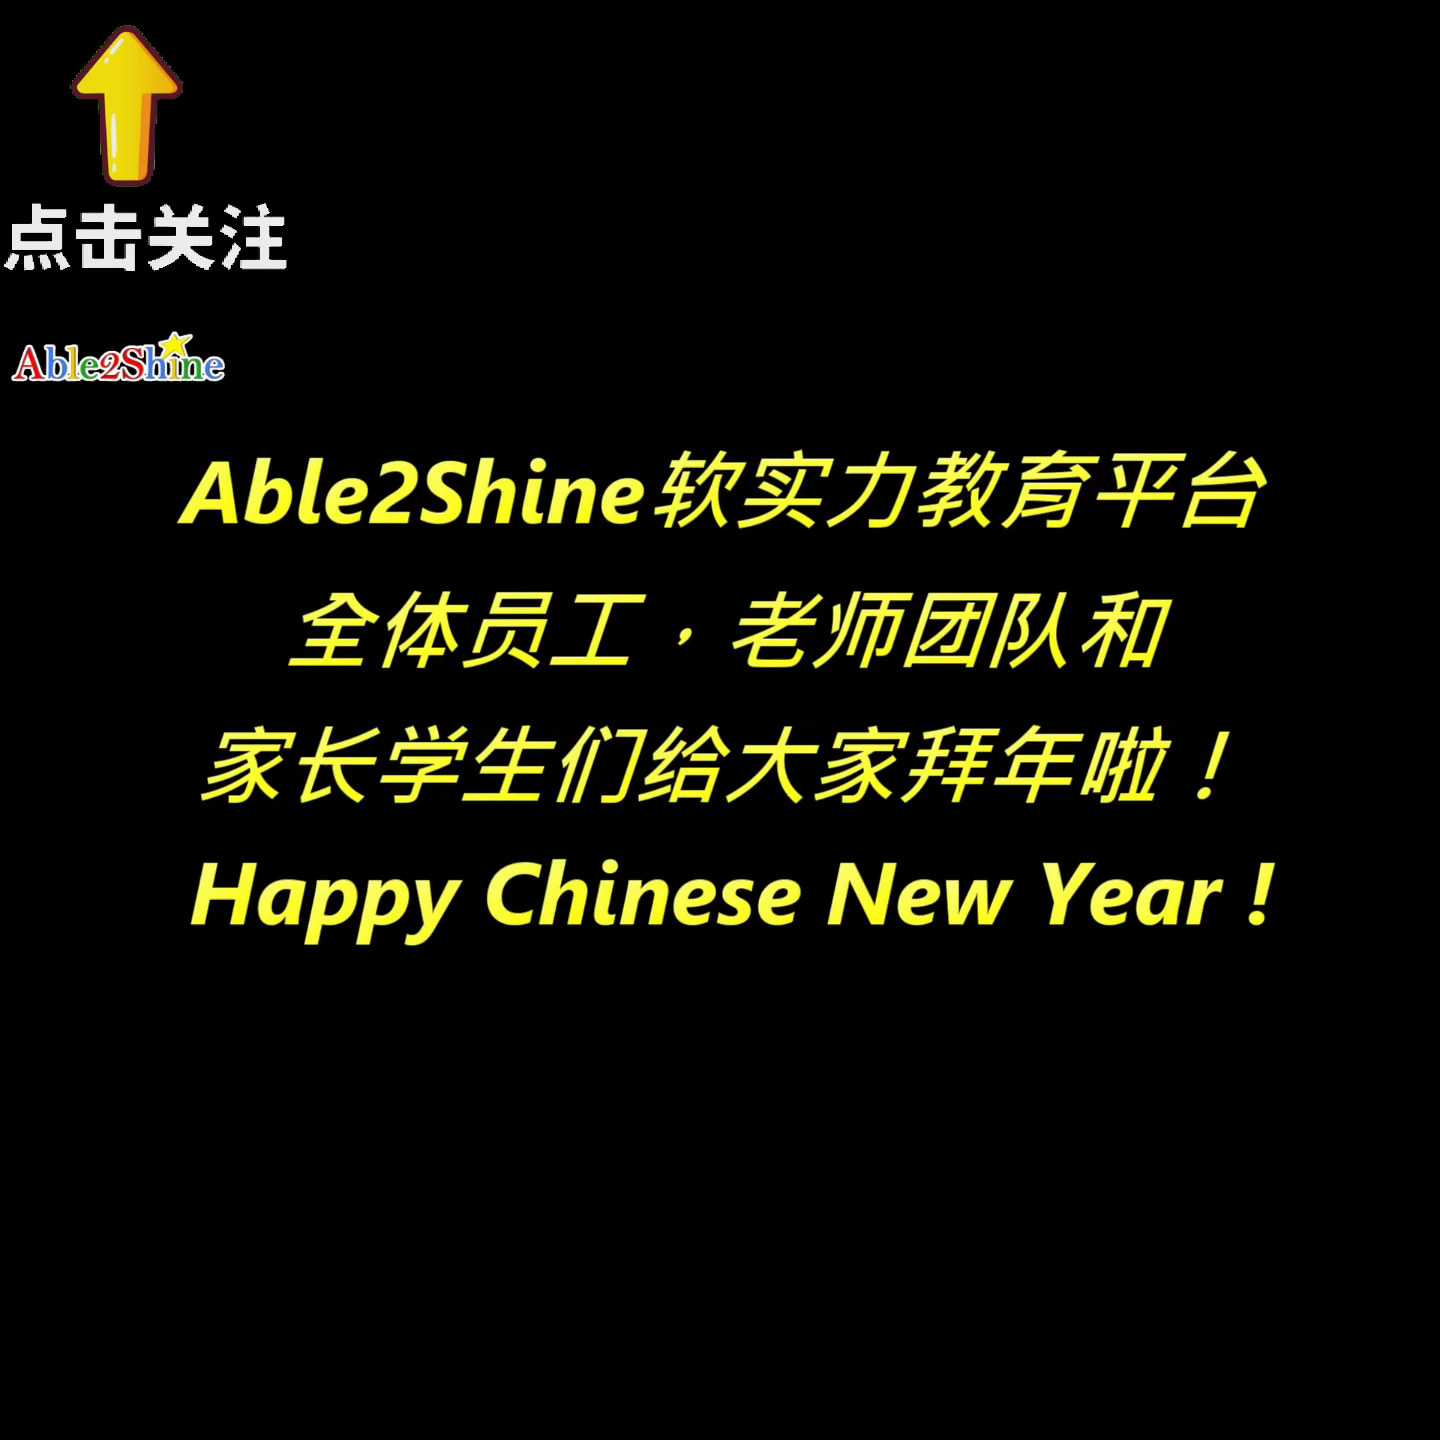 点击关注
Able2Shine
Able2Shine软实力教育平台
全体员工，老师团队和
家长学生们给大家拜年啦！
Happy Chinese New Year !